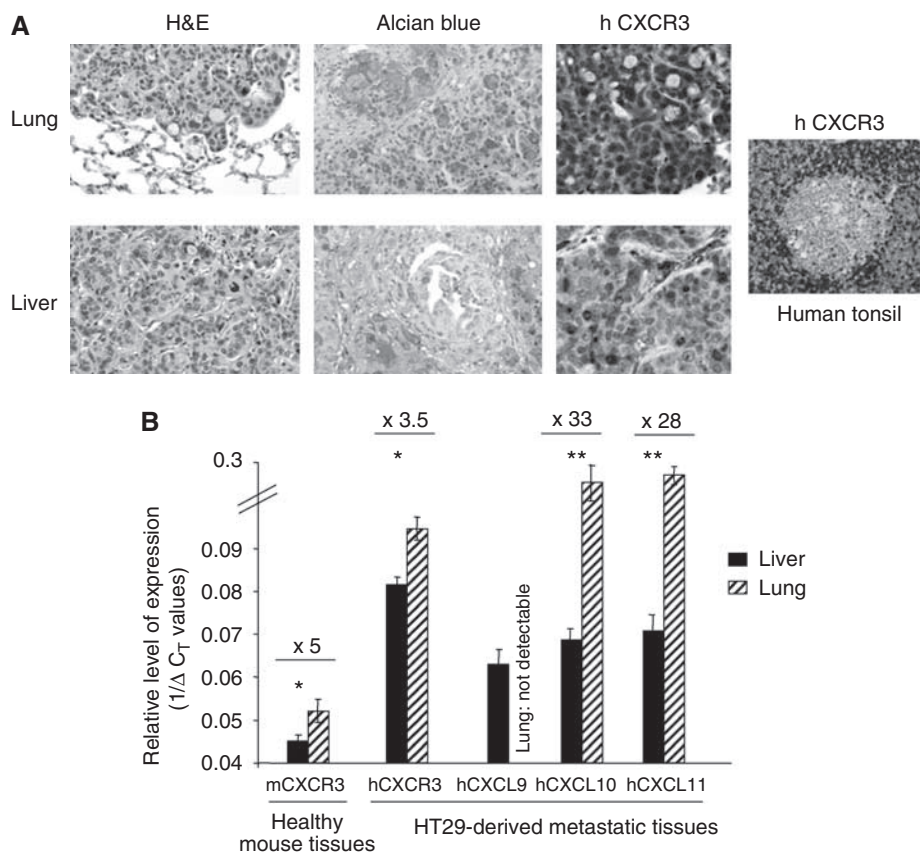 A
H&E
Alcian blue
h CXCR3
Lung
h CXCR3
Liver
Human tonsil
B
x 3.5
x 33
x 28
*
**
**
0.3
0.09
0.08
0.07
0.06
0.05
0.04
Relative level of expression
(1/Δ CT values)
x 5
*
Lung: not detectable
Liver
Lung
mCXCR3
hCXCR3
hCXCL9
hCXCL10
hCXCL11
Healthy
mouse tissues
HT29-derived metastatic tissues